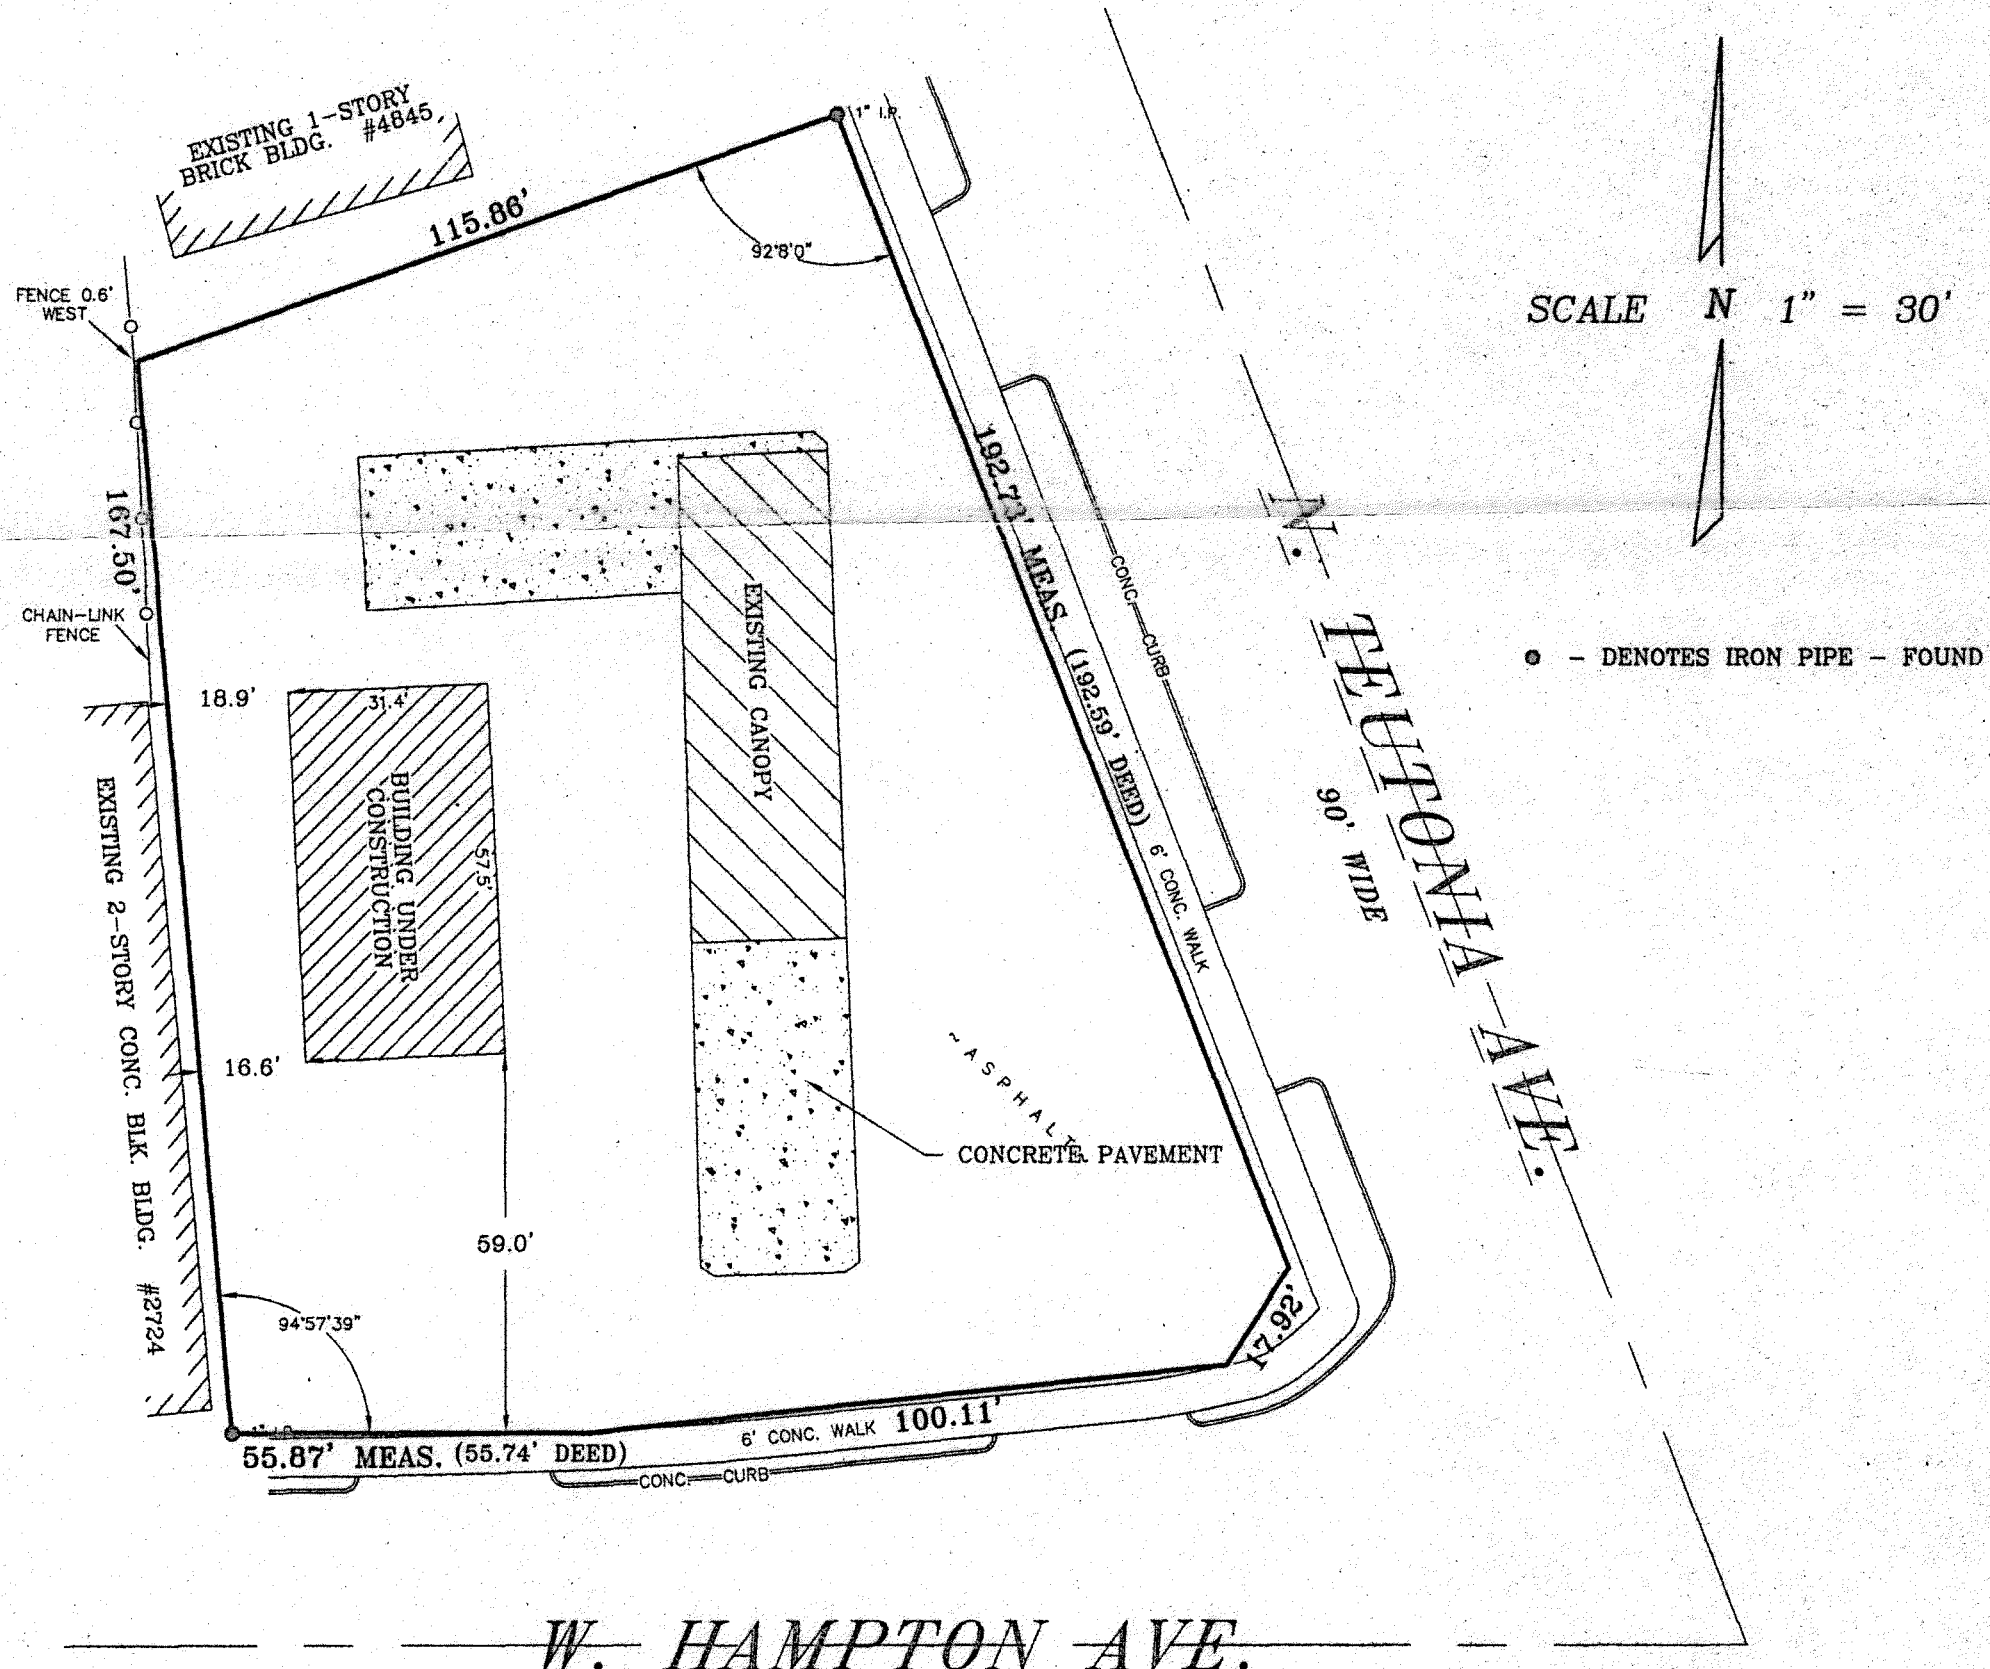 EXISTING 1-STORY
BRICK BLDG. #4845
1" I.P.
115.86'
92°8'0"
FENCE 0.6'
WEST
SCALE N 1" = 30'
192.73' MEAS. (192.59' DEED)
167.50'
N. TEUTONIA AVE.
90' WIDE
CONC. CURB
CHAIN-LINK
FENCE
- DENOTES IRON PIPE - FOUND
EXISTING CANOPY
18.9'
31.4'
57.5'
BUILDING UNDER
CONSTRUCTION
EXISTING 2-STORY CONC. BLK. BLDG. #2724
6' CONC. WALK
16.6'
~ASPHALT~
CONCRETE PAVEMENT
59.0'
94°57'39"
17.92'
1" I.P.
55.87' MEAS. (55.74' DEED)
6' CONC. WALK
100.11'
CONC. CURB
W. HAMPTON AVE.